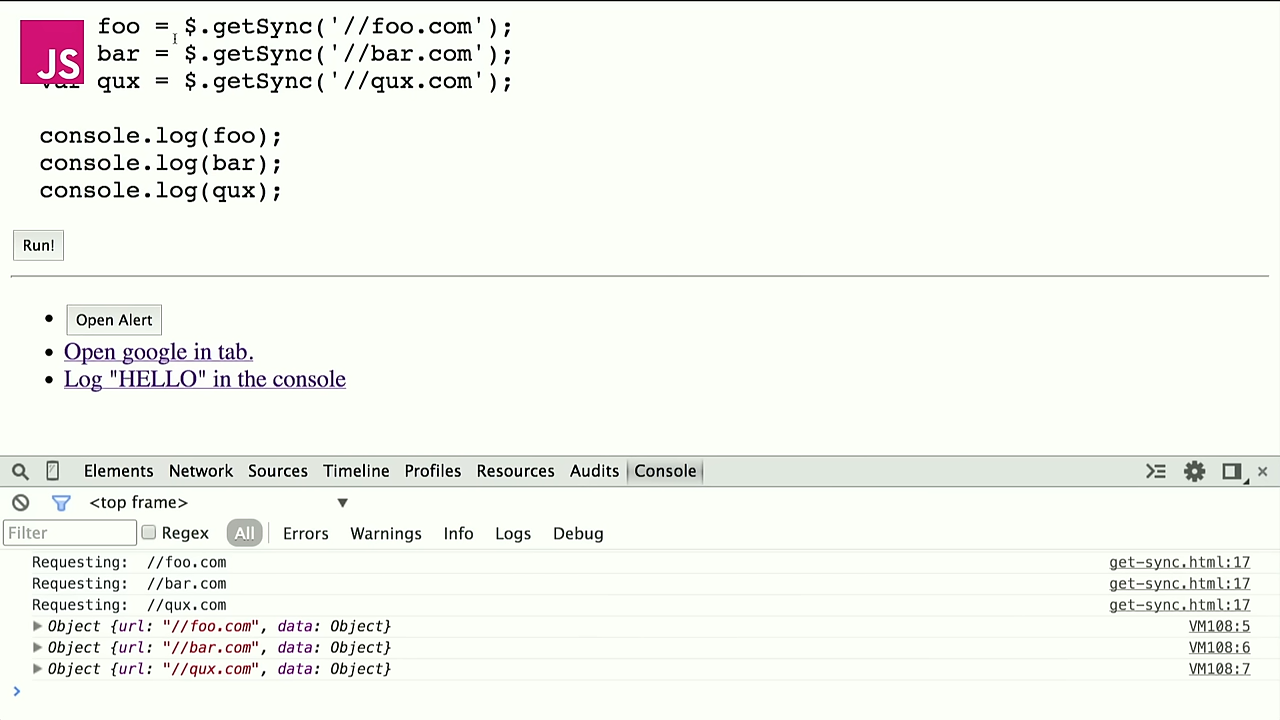 foo = $.getSync('//foo.com');
bar = $.getSync('//bar.com');
var qux = $.getSync('//qux.com');
JS
console.log(foo);
console.log(bar);
console.log(qux);
Run!
Open Alert
Open google in tab.
Log "HELLO" in the console
Elements Network Sources Timeline Profiles Resources Audits Console
<top frame>
Filter Regex All Errors Warnings Info Logs Debug
Requesting: //foo.com get-sync.html:17
Requesting: //bar.com get-sync.html:17
Requesting: //qux.com get-sync.html:17
Object {url: "//foo.com", data: Object} VM108:5
Object {url: "//bar.com", data: Object} VM108:6
Object {url: "//qux.com", data: Object} VM108:7